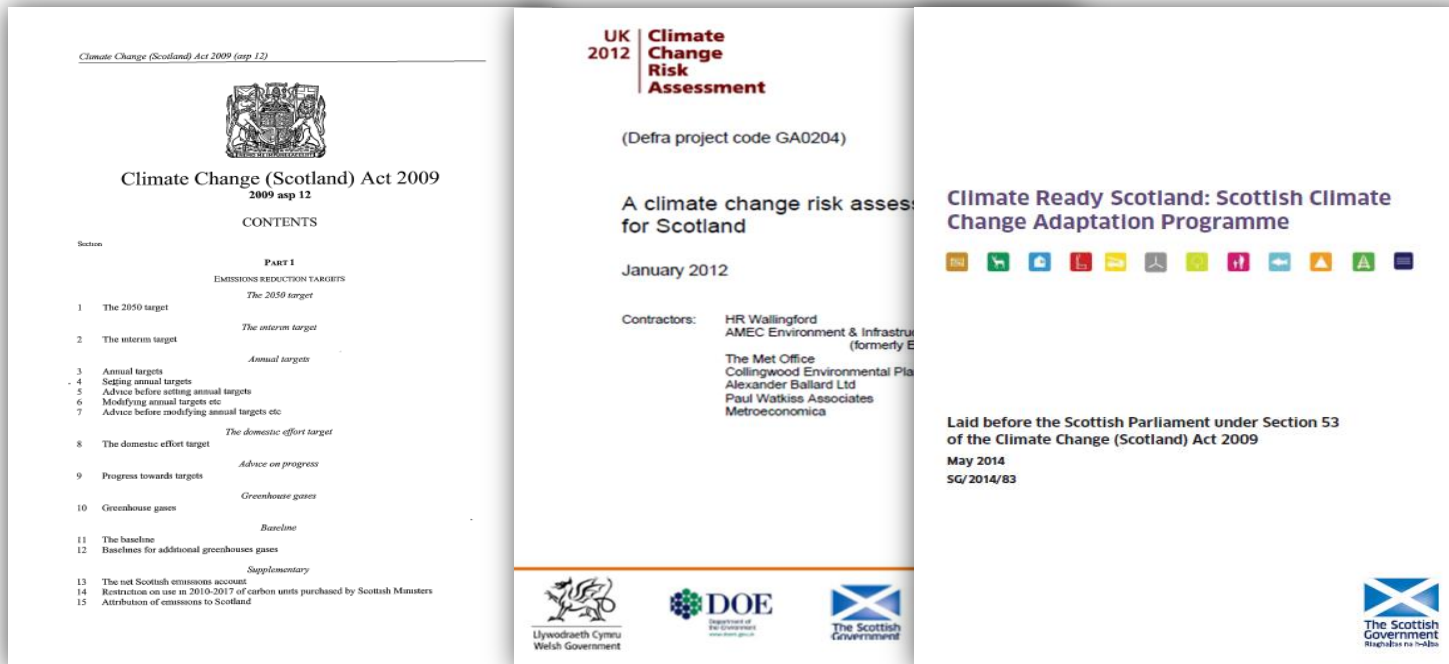 Climate Change (Scotland) Act 2009 (asp 12)
Climate Change (Scotland) Act 2009
2009 asp 12
CONTENTS
Section
PART 1
EMISSIONS REDUCTION TARGETS
The 2050 target
1 The 2050 target
The interim target
2 The interim target
Annual targets
3 Annual targets
4 Setting annual targets
5 Advice before setting annual targets
6 Modifying annual targets etc
7 Advice before modifying annual targets etc
The domestic effort target
8 The domestic effort target
Advice on progress
9 Progress towards targets
Greenhouse gases
10 Greenhouse gases
Baseline
11 The baseline
12 Baselines for additional greenhouses gases
Supplementary
13 The net Scottish emissions account
14 Restriction on use in 2010-2017 of carbon units purchased by Scottish Ministers
15 Attribution of emissions to Scotland
UK Climate
2012 Change
Risk
Assessment
(Defra project code GA0204)
A climate change risk assess
for Scotland
January 2012
Contractors: HR Wallingford
AMEC Environment & Infrastru
(formerly E
The Met Office
Collingwood Environmental Pla
Alexander Ballard Ltd
Paul Watkiss Associates
Metroeconomica
Llywodraeth Cymru
Welsh Government
DOE
Department of
the Environment
The Scottish
Government
Climate Ready Scotland: Scottish Climate
Change Adaptation Programme
Laid before the Scottish Parliament under Section 53
of the Climate Change (Scotland) Act 2009
May 2014
SG/2014/83
The Scottish
Government
Riaghaltas na h-Alba